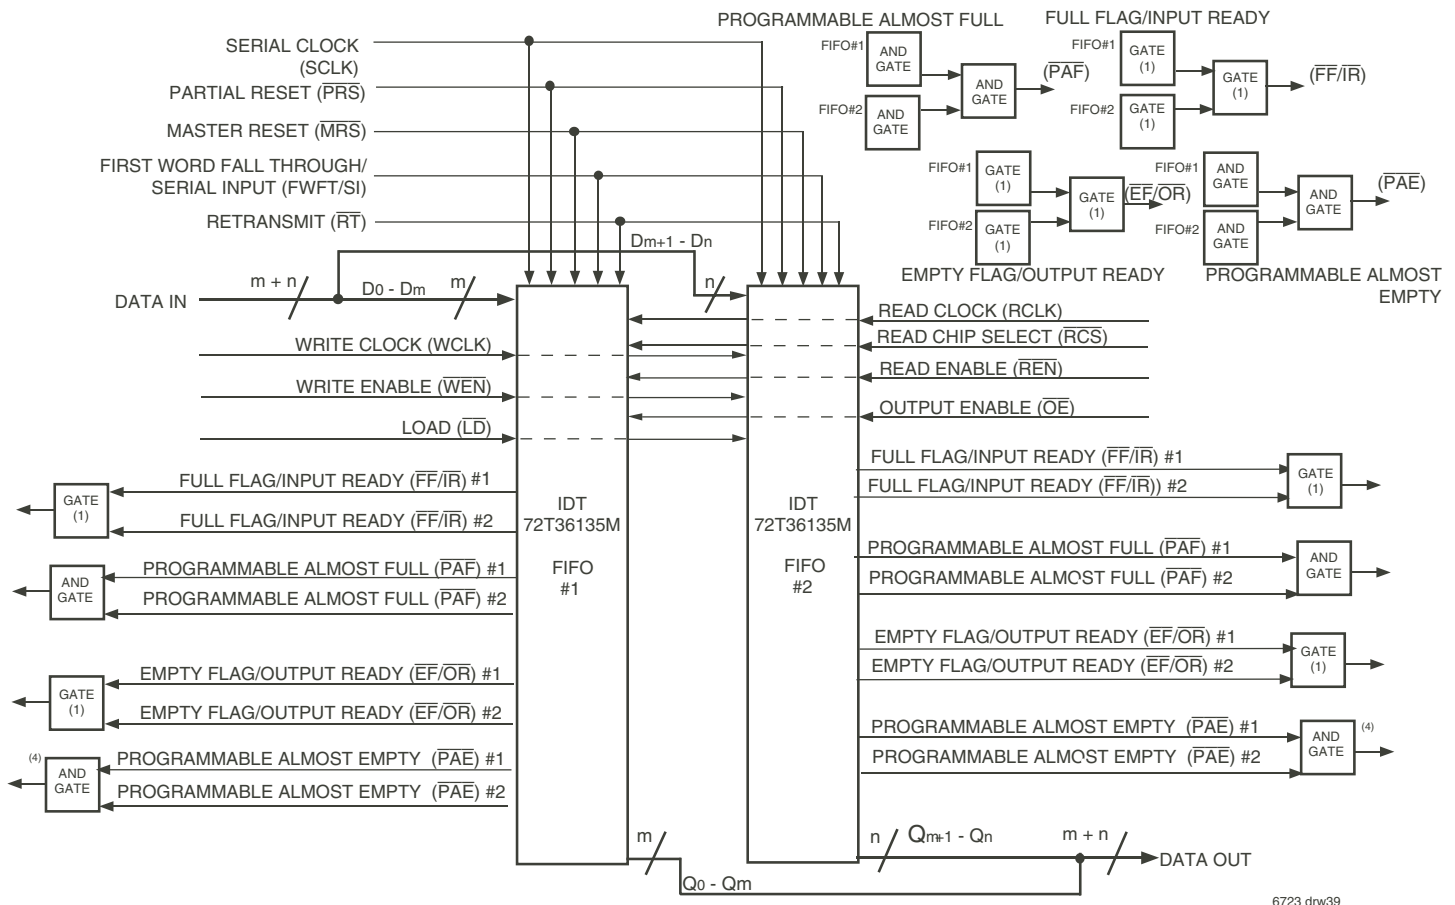 PROGRAMMABLE ALMOST FULL
FIFO#1
AND
GATE
FIFO#2
AND
GATE
AND
GATE
(PAF)
FULL FLAG/INPUT READY
FIFO#1
GATE
(1)
FIFO#2
GATE
(1)
GATE
(1)
(FF/IR)
FIFO#1
GATE
(1)
FIFO#2
GATE
(1)
GATE
(1)
(EF/OR)
EMPTY FLAG/OUTPUT READY
FIFO#1
AND
GATE
FIFO#2
AND
GATE
AND
GATE
(PAE)
PROGRAMMABLE ALMOST
EMPTY
SERIAL CLOCK
(SCLK)
PARTIAL RESET (PRS)
MASTER RESET (MRS)
FIRST WORD FALL THROUGH/
SERIAL INPUT (FWFT/SI)
RETRANSMIT (RT)
Dm+1 - Dn
m + n
D0 - Dm
m
n
DATA IN
WRITE CLOCK (WCLK)
WRITE ENABLE (WEN)
LOAD (LD)
READ CLOCK (RCLK)
READ CHIP SELECT (RCS)
READ ENABLE (REN)
OUTPUT ENABLE (OE)
GATE
(1)
FULL FLAG/INPUT READY (FF/IR) #1
FULL FLAG/INPUT READY (FF/IR) #2
AND
GATE
PROGRAMMABLE ALMOST FULL (PAF) #1
PROGRAMMABLE ALMOST FULL (PAF) #2
GATE
(1)
EMPTY FLAG/OUTPUT READY (EF/OR) #1
EMPTY FLAG/OUTPUT READY (EF/OR) #2
(4)
AND
GATE
PROGRAMMABLE ALMOST EMPTY (PAE) #1
PROGRAMMABLE ALMOST EMPTY (PAE) #2
IDT
72T36135M
FIFO
#1
IDT
72T36135M
FIFO
#2
FULL FLAG/INPUT READY (FF/IR) #1
FULL FLAG/INPUT READY (FF/IR)) #2
GATE
(1)
PROGRAMMABLE ALMOST FULL (PAF) #1
PROGRAMMABLE ALMOST FULL (PAF) #2
AND
GATE
EMPTY FLAG/OUTPUT READY (EF/OR) #1
EMPTY FLAG/OUTPUT READY (EF/OR) #2
GATE
(1)
PROGRAMMABLE ALMOST EMPTY (PAE) #1
PROGRAMMABLE ALMOST EMPTY (PAE) #2
AND
GATE
(4)
m
Q0 - Qm
n
Qm+1 - Qn
m + n
DATA OUT
6723 drw39